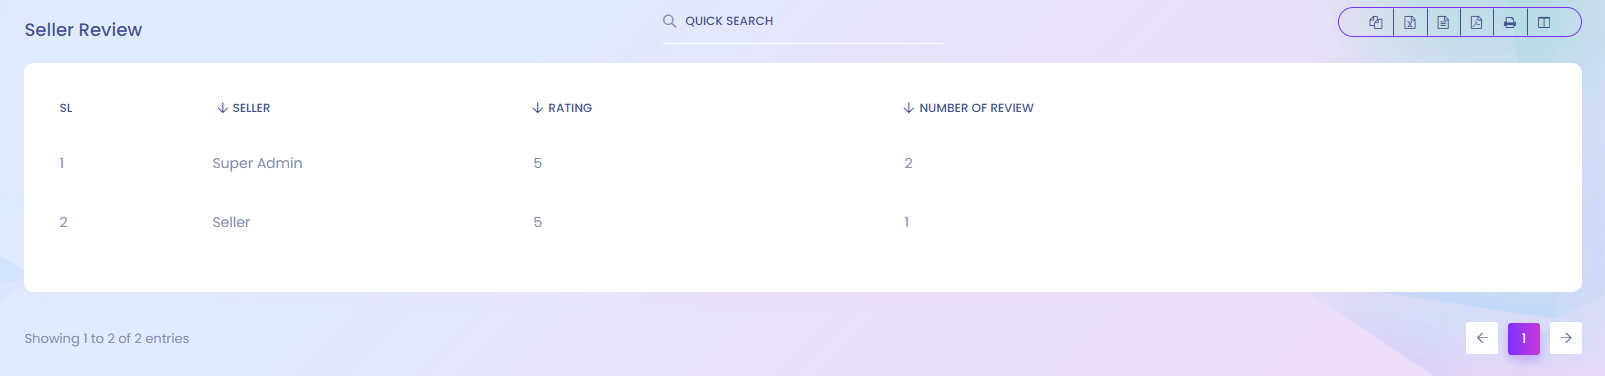 Seller Review
QUICK SEARCH
SL SELLER RATING NUMBER OF REVIEW
1 Super Admin 5 2
2 Seller 5 1
Showing 1 to 2 of 2 entries
1